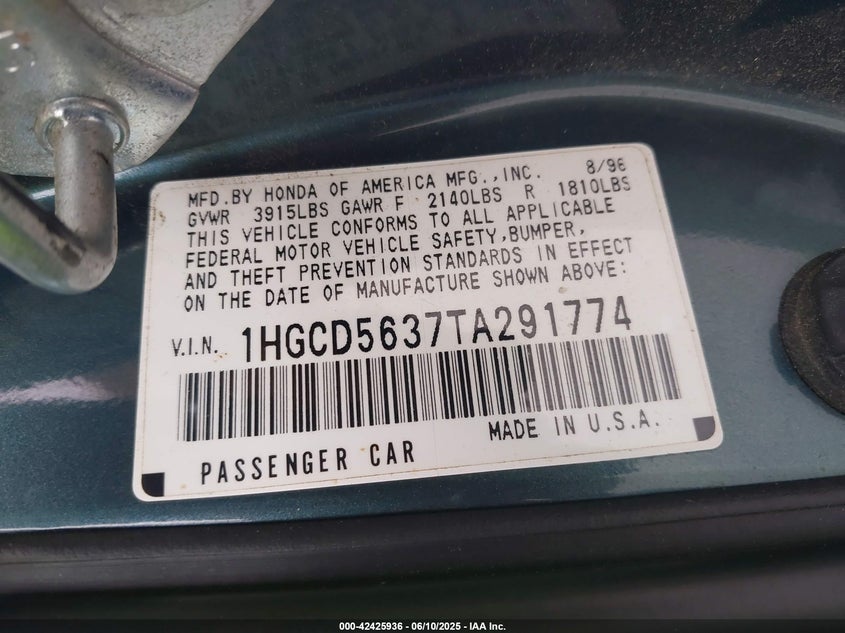 MFD.BY HONDA OF AMERICA MFG.,INC. 8/96
GVWR 3915LBS GAWR F 2140LBS R 1810LBS
THIS VEHICLE CONFORMS TO ALL APPLICABLE
FEDERAL MOTOR VEHICLE SAFETY,BUMPER,
AND THEFT PREVENTION STANDARDS IN EFFECT
ON THE DATE OF MANUFACTURE SHOWN ABOVE:
V.I.N. 1HGCD5637TA291774
MADE IN U.S.A.
PASSENGER CAR
000-42425936 - 06/10/2025 - IAA Inc.